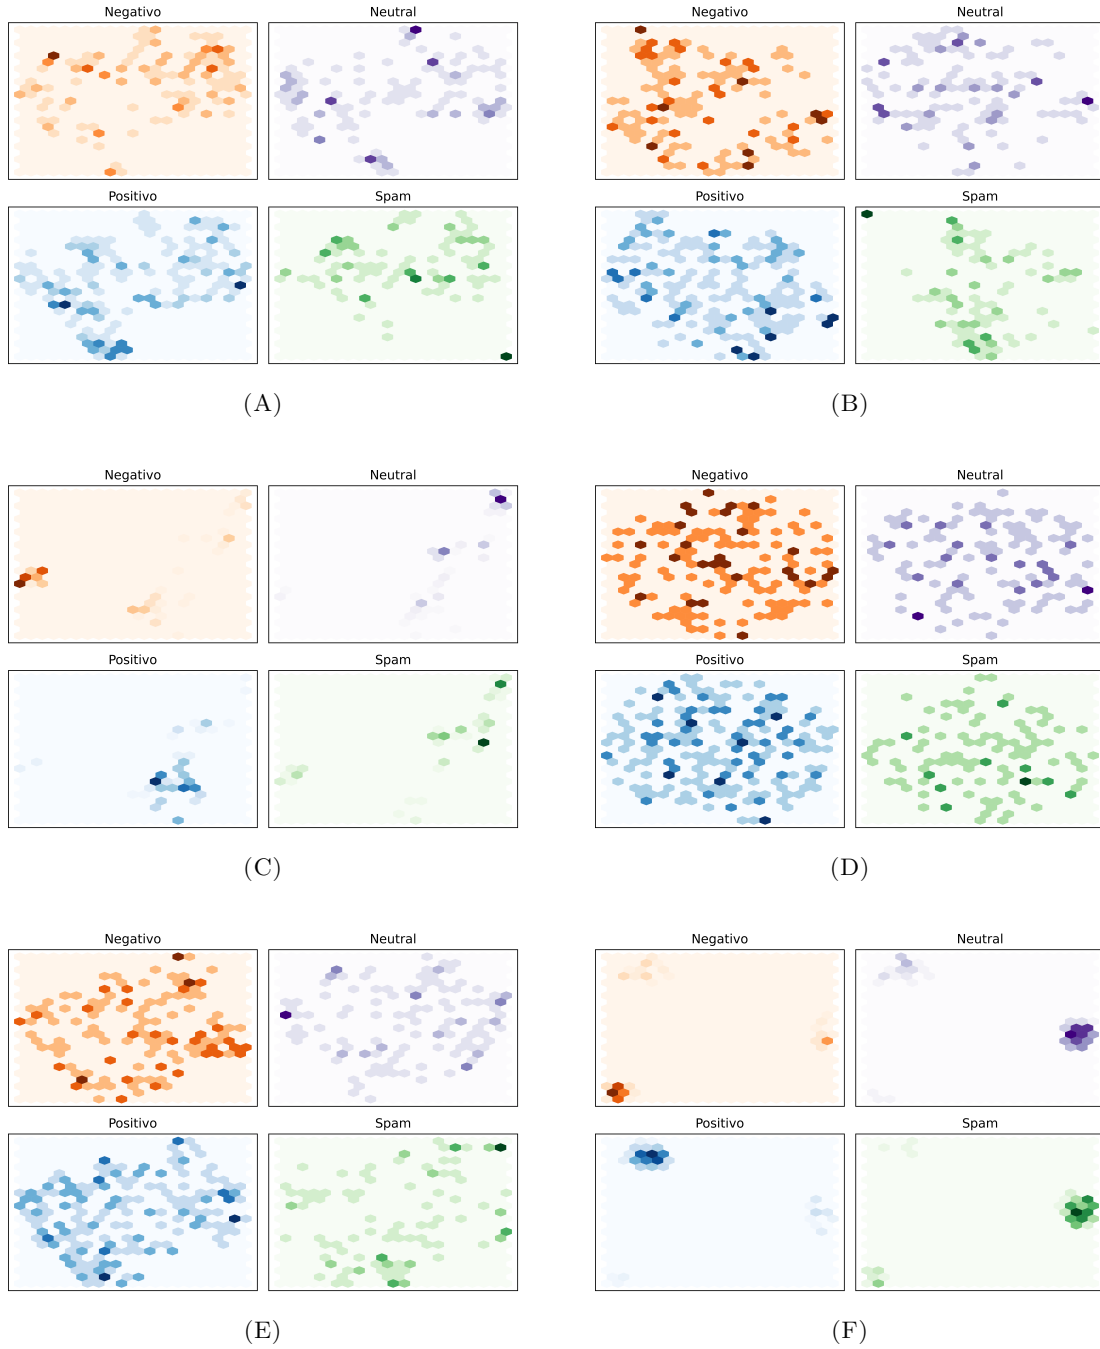 Negativo Neutral Negativo Neutral
Positivo Spam Positivo Spam
(A) (B)
Negativo Neutral Negativo Neutral
Positivo Spam Positivo Spam
(C) (D)
Negativo Neutral Negativo Neutral
Positivo Spam Positivo Spam
(E) (F)